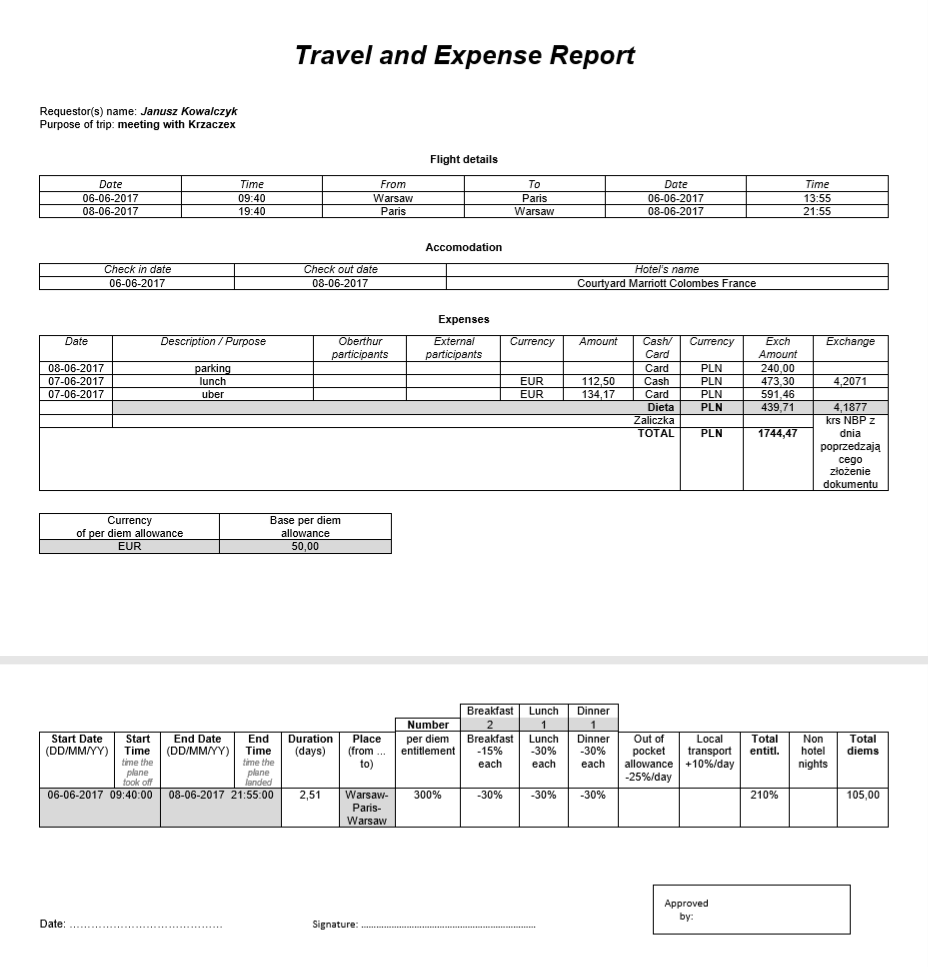 Travel and Expense Report
Requestor(s) name: Janusz Kowalczyk
Purpose of trip: meeting with Krzaczex
Flight details
Date Time From To Date Time
06-06-2017 09:40 Warsaw Paris 06-06-2017 13:55
08-06-2017 19:40 Paris Warsaw 08-06-2017 21:55
Accomodation
Check in date Check out date Hotel's name
06-06-2017 08-06-2017 Courtyard Marriott Colombes France
Expenses
Date Description / Purpose Oberthur External Currency Amount Cash/ Currency Exch Exchange
participants participants Card Amount
08-06-2017 parking Card PLN 240,00
07-06-2017 lunch EUR 112,50 Cash PLN 473,30 4,2071
07-06-2017 uber EUR 134,17 Card PLN 591,46
Dieta PLN 439,71 4,1877
Zaliczka krs NBP z
TOTAL PLN 1744,47 dnia
poprzedzają
cego
złożenie
dokumentu
Currency Base per diem
of per diem allowance allowance
EUR 50,00
Breakfast Lunch Dinner
Number 2 1 1
Start Date Start End Date End Duration Place per diem Breakfast Lunch Dinner Out of Local Total Non Total
(DD/MM/YY) Time (DD/MM/YY) Time (days) (from ... entitlement -15% -30% -30% pocket transport entitl. hotel diems
time the time the to) each each each allowance +10%/day nights
plane plane -25%/day
took off landed
06-06-2017 09:40:00 08-06-2017 21:55:00 2,51 Warsaw- 300% -30% -30% -30% 210% 105,00
Paris-
Warsaw
Approved
by:
Date: ………………………………… Signature: ...............................................................